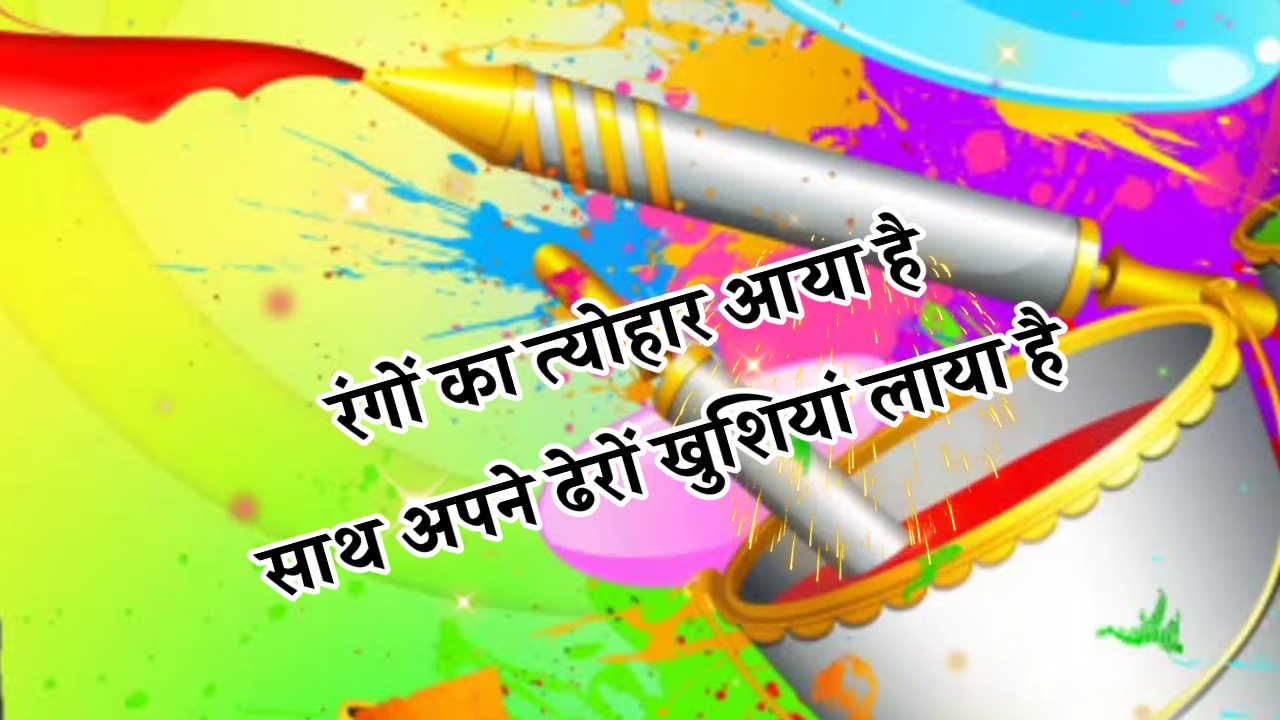 रंगों का त्योहार आया है
साथ अपने ढेरों खुशियां लाया है